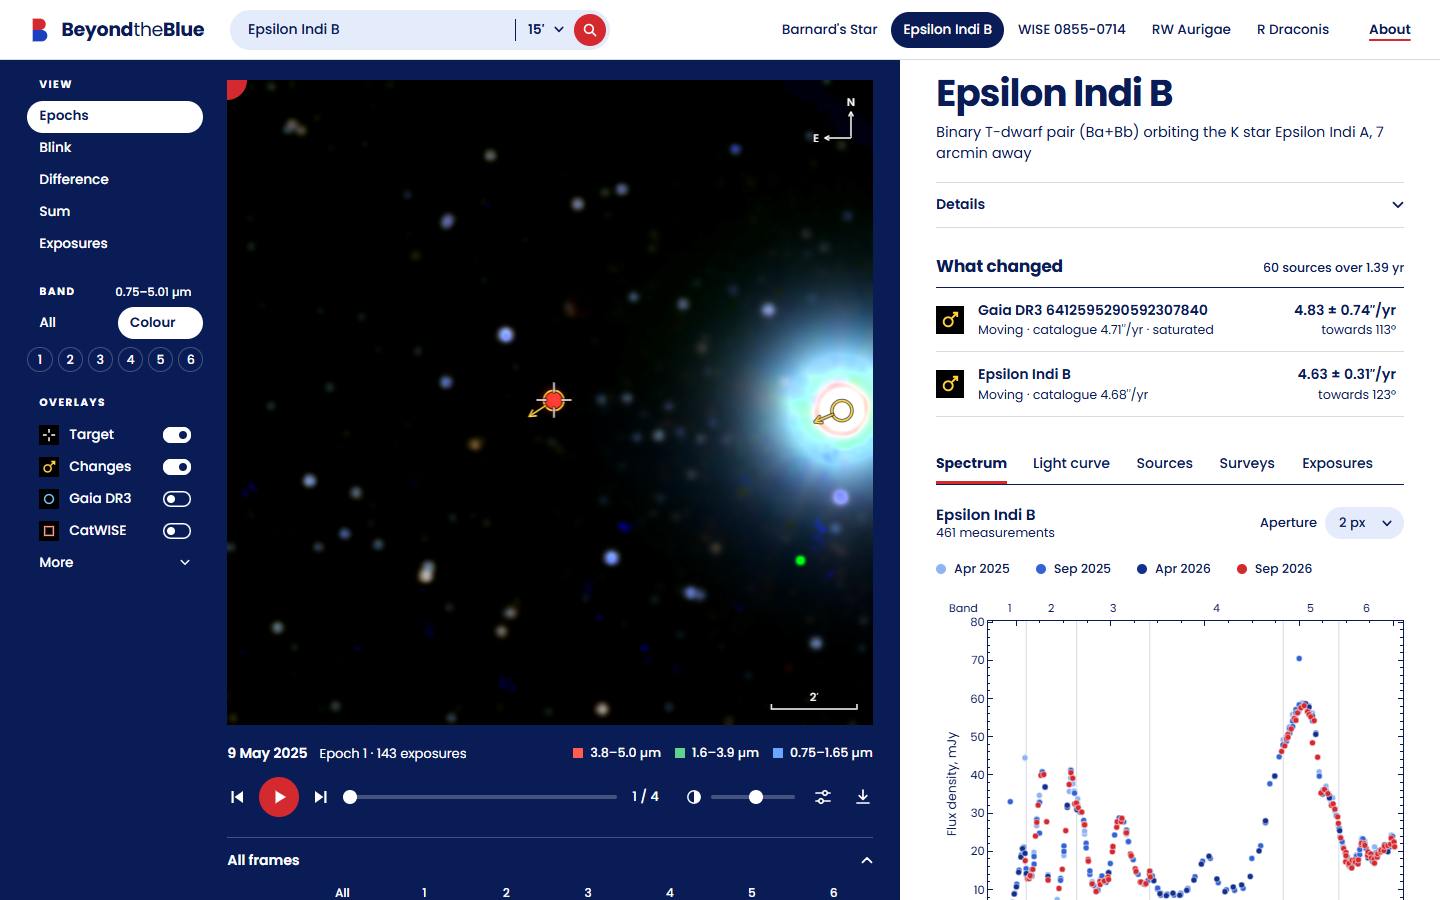 BeyondtheBlue
Epsilon Indi B
15′
Barnard's Star
Epsilon Indi B
WISE 0855-0714
RW Aurigae
R Draconis
About
VIEW
Epochs
Blink
Difference
Sum
Exposures
BAND
0.75–5.01 µm
All
Colour
1 2 3 4 5 6
OVERLAYS
Target
Changes
Gaia DR3
CatWISE
More
N
E
2′
9 May 2025
Epoch 1 · 143 exposures
3.8–5.0 µm
1.6–3.9 µm
0.75–1.65 µm
1 / 4
All frames
All 1 2 3 4 5 6
Epsilon Indi B
Binary T-dwarf pair (Ba+Bb) orbiting the K star Epsilon Indi A, 7
arcmin away
Details
What changed
60 sources over 1.39 yr
Gaia DR3 6412595290592307840
4.83 ± 0.74″/yr
Moving · catalogue 4.71″/yr · saturated
towards 113°
Epsilon Indi B
4.63 ± 0.31″/yr
Moving · catalogue 4.68″/yr
towards 123°
Spectrum
Light curve
Sources
Surveys
Exposures
Epsilon Indi B
461 measurements
Aperture
2 px
Apr 2025
Sep 2025
Apr 2026
Sep 2026
Band 1 2 3 4 5 6
80
70
60
50
40
30
20
10
Flux density, mJy